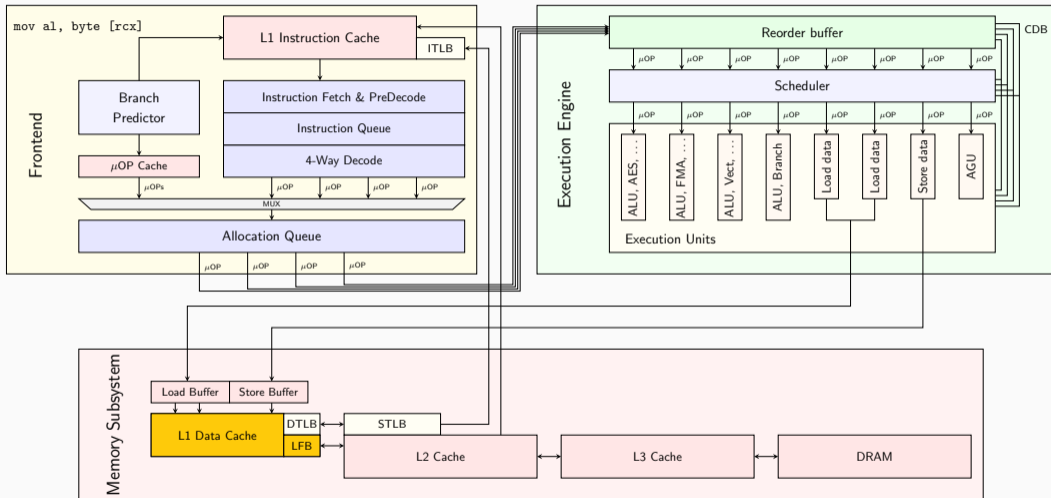 mov al, byte [rcx]
Frontend
L1 Instruction Cache
ITLB
Branch
Predictor
Instruction Fetch & PreDecode
Instruction Queue
4-Way Decode
μOP Cache
μOPs
μOP
μOP
μOP
μOP
MUX
Allocation Queue
μOP
μOP
μOP
μOP
Execution Engine
Reorder buffer
CDB
μOP
μOP
μOP
μOP
μOP
μOP
μOP
μOP
Scheduler
μOP
μOP
μOP
μOP
μOP
μOP
μOP
μOP
ALU, AES, ...
ALU, FMA, ...
ALU, Vect, ...
ALU, Branch
Load data
Load data
Store data
AGU
Execution Units
Memory Subsystem
Load Buffer
Store Buffer
L1 Data Cache
DTLB
LFB
STLB
L2 Cache
L3 Cache
DRAM